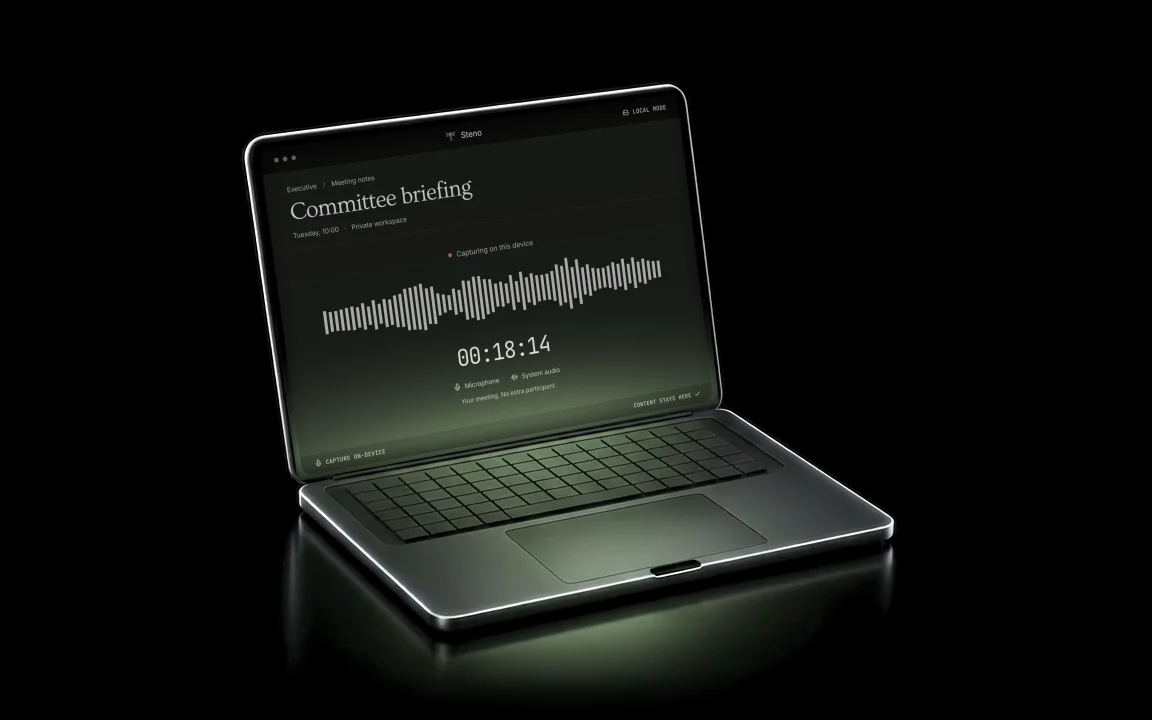 Steno
LOCAL MODE
Executive / Meeting notes
Committee briefing
Tuesday, 10:00 · Private workspace
Capturing on this device
00:18:14
Microphone System audio
Your meeting. No extra participant.
CAPTURE ON-DEVICE
CONTENT STAYS HERE ✓